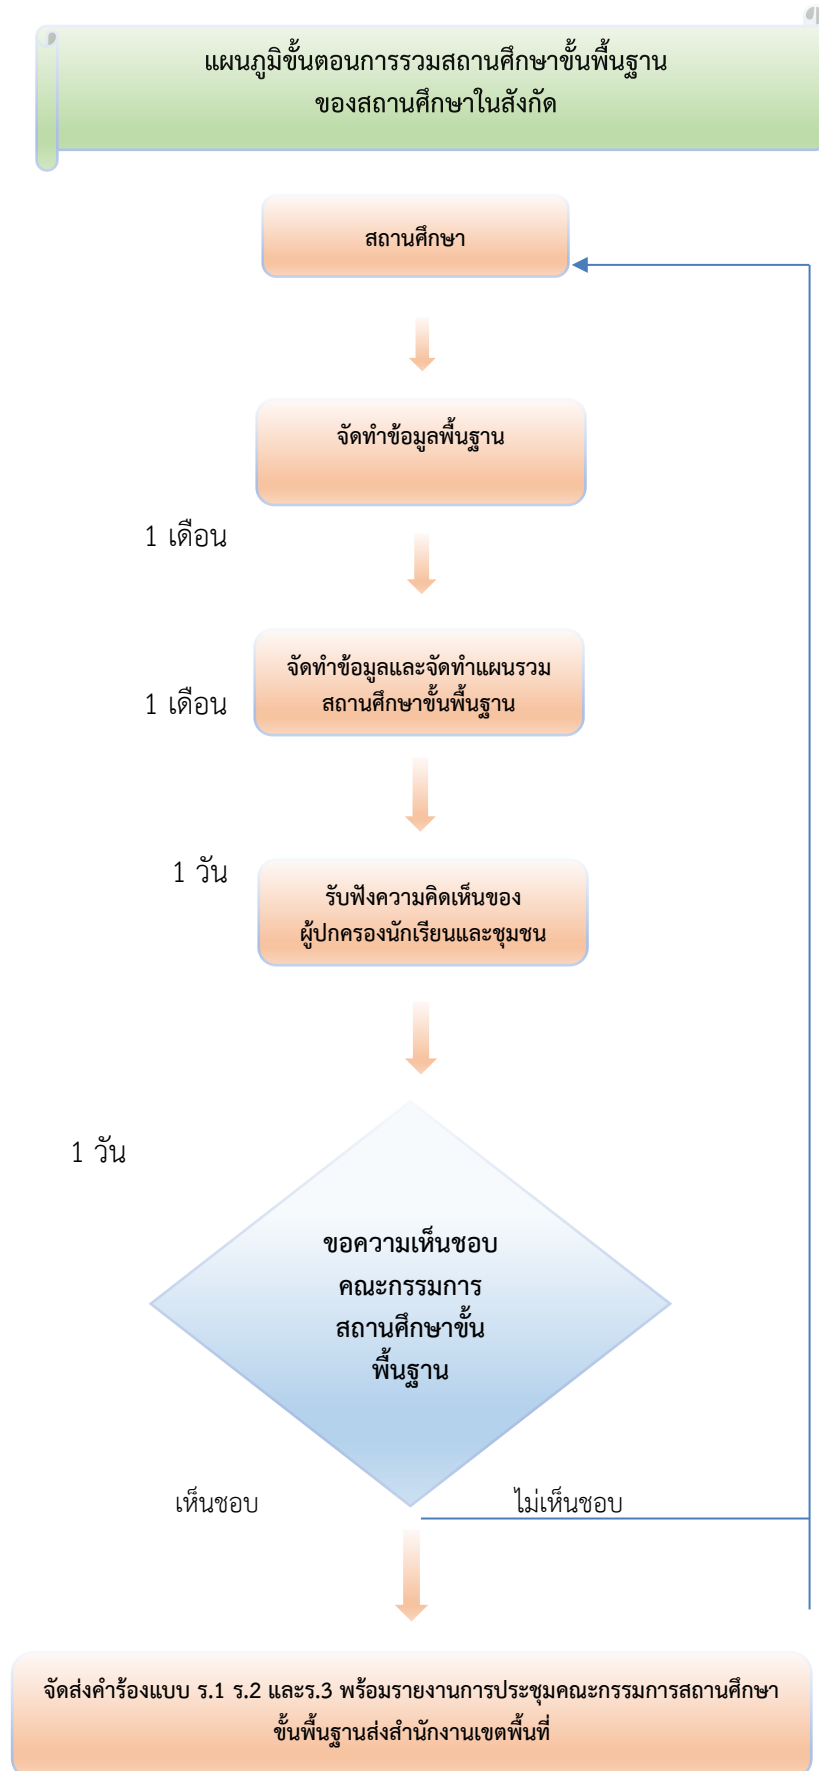 แผนภูมิขั้นตอนการรวมสถานศึกษาขั้นพื้นฐาน
ของสถานศึกษาในสังกัด
สถานศึกษา
จัดทำข้อมูลพื้นฐาน
1 เดือน
จัดทำข้อมูลและจัดทำแผนรวม
สถานศึกษาขั้นพื้นฐาน
1 เดือน
1 วัน
รับฟังความคิดเห็นของ
ผู้ปกครองนักเรียนและชุมชน
1 วัน
ขอความเห็นชอบ
คณะกรรมการ
สถานศึกษาขั้น
พื้นฐาน
เห็นชอบ
ไม่เห็นชอบ
จัดส่งคำร้องแบบ ร.1 ร.2 และร.3 พร้อมรายงานการประชุมคณะกรรมการสถานศึกษา
ขั้นพื้นฐานส่งสำนักงานเขตพื้นที่